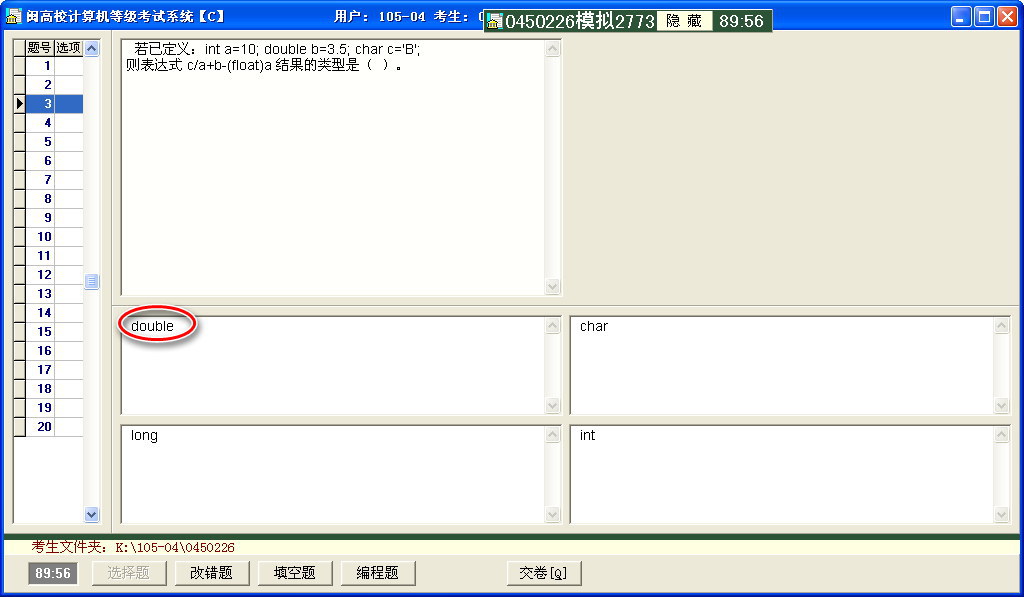 闽高校计算机等级考试系统【C】
用户: 105-04 考生:
0450226模拟2773 隐 藏 89:56
题号 选项
1
2
3
4
5
6
7
8
9
10
11
12
13
14
15
16
17
18
19
20
若已定义：int a=10; double b=3.5; char c='B';
则表达式 c/a+b-(float)a 结果的类型是（ ）。
double
char
long
int
考生文件夹: K:\105-04\0450226
89:56 选择题 改错题 填空题 编程题 交卷[Q]